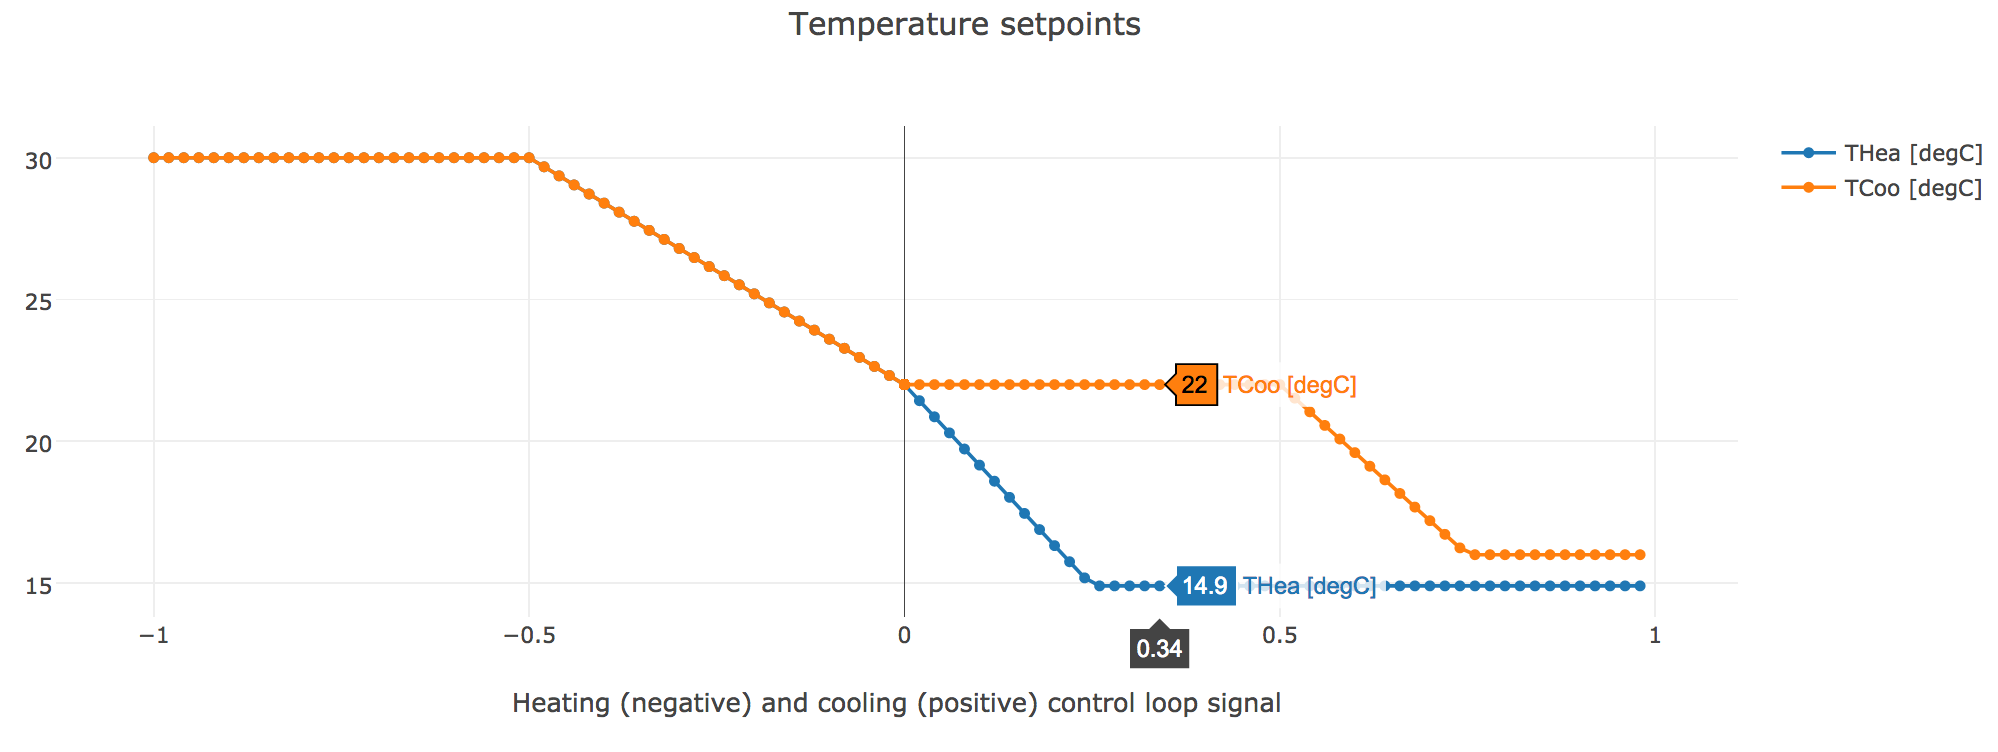 Temperature setpoints
30
25
20
15
THea [degC]
TCoo [degC]
22 TCoo [degC]
14.9 THea [degC]
−1
−0.5
0
0.5
1
0.34
Heating (negative) and cooling (positive) control loop signal